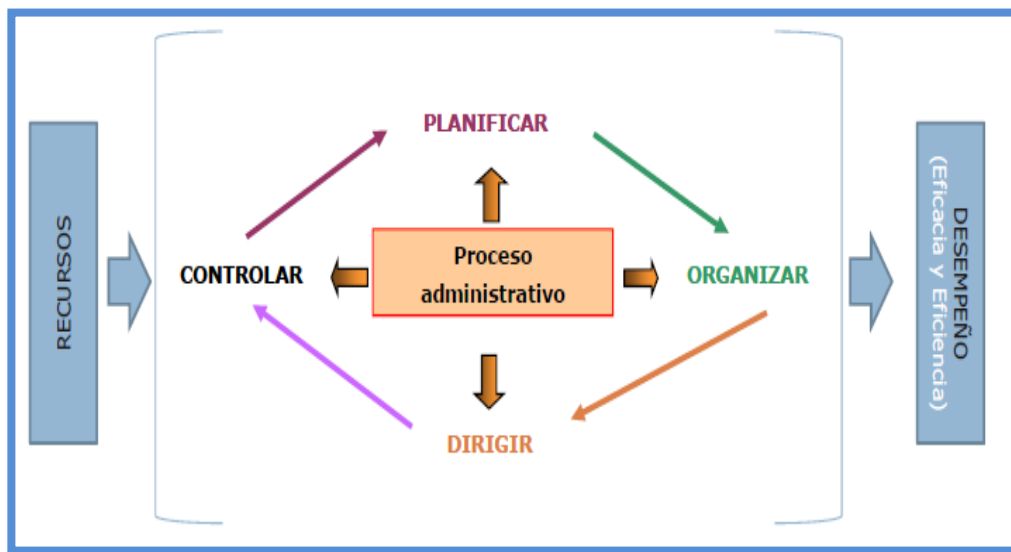 RECURSOS
PLANIFICAR
CONTROLAR
Proceso
administrativo
ORGANIZAR
DIRIGIR
DESEMPEÑO
(Eficacia y Eficiencia)